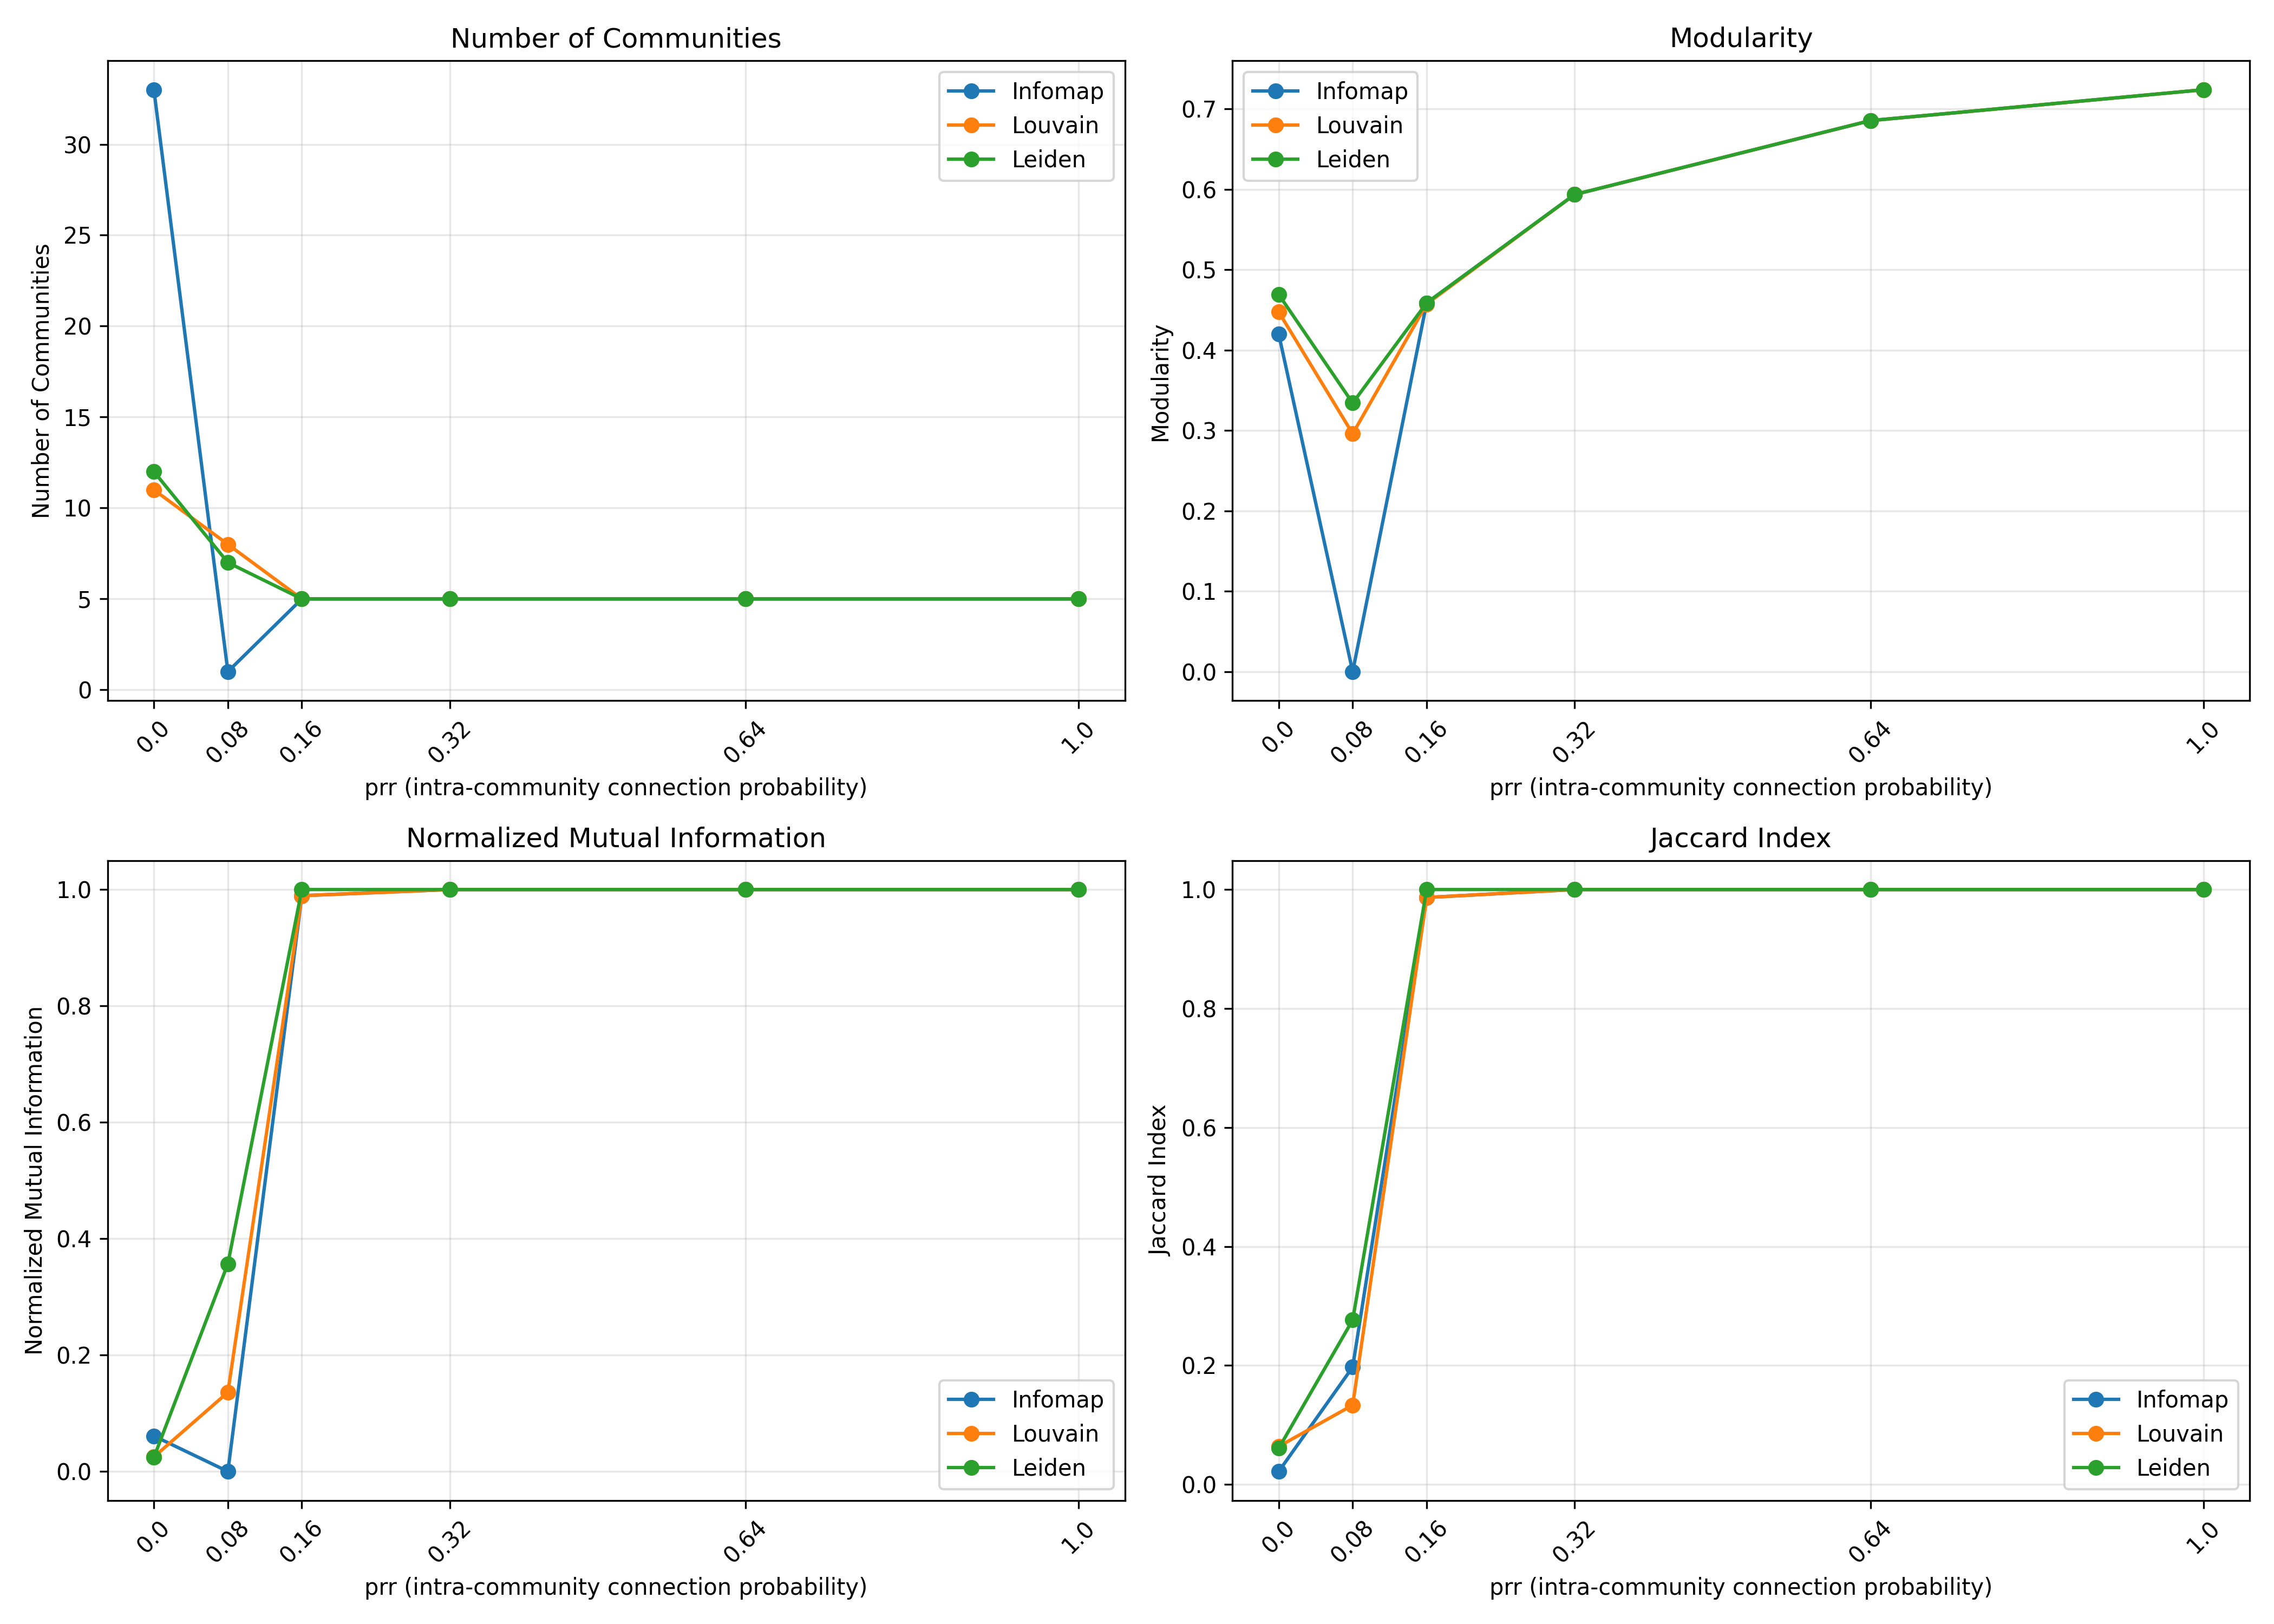 Number of Communities
Number of Communities
30
25
20
15
10
5
0
Infomap
Louvain
Leiden
0.0
0.08
0.16
0.32
0.64
1.0
prr (intra-community connection probability)
Modularity
Modularity
0.7
0.6
0.5
0.4
0.3
0.2
0.1
0.0
Infomap
Louvain
Leiden
0.0
0.08
0.16
0.32
0.64
1.0
prr (intra-community connection probability)
Normalized Mutual Information
Normalized Mutual Information
1.0
0.8
0.6
0.4
0.2
0.0
Infomap
Louvain
Leiden
0.0
0.08
0.16
0.32
0.64
1.0
prr (intra-community connection probability)
Jaccard Index
Jaccard Index
1.0
0.8
0.6
0.4
0.2
0.0
Infomap
Louvain
Leiden
0.0
0.08
0.16
0.32
0.64
1.0
prr (intra-community connection probability)